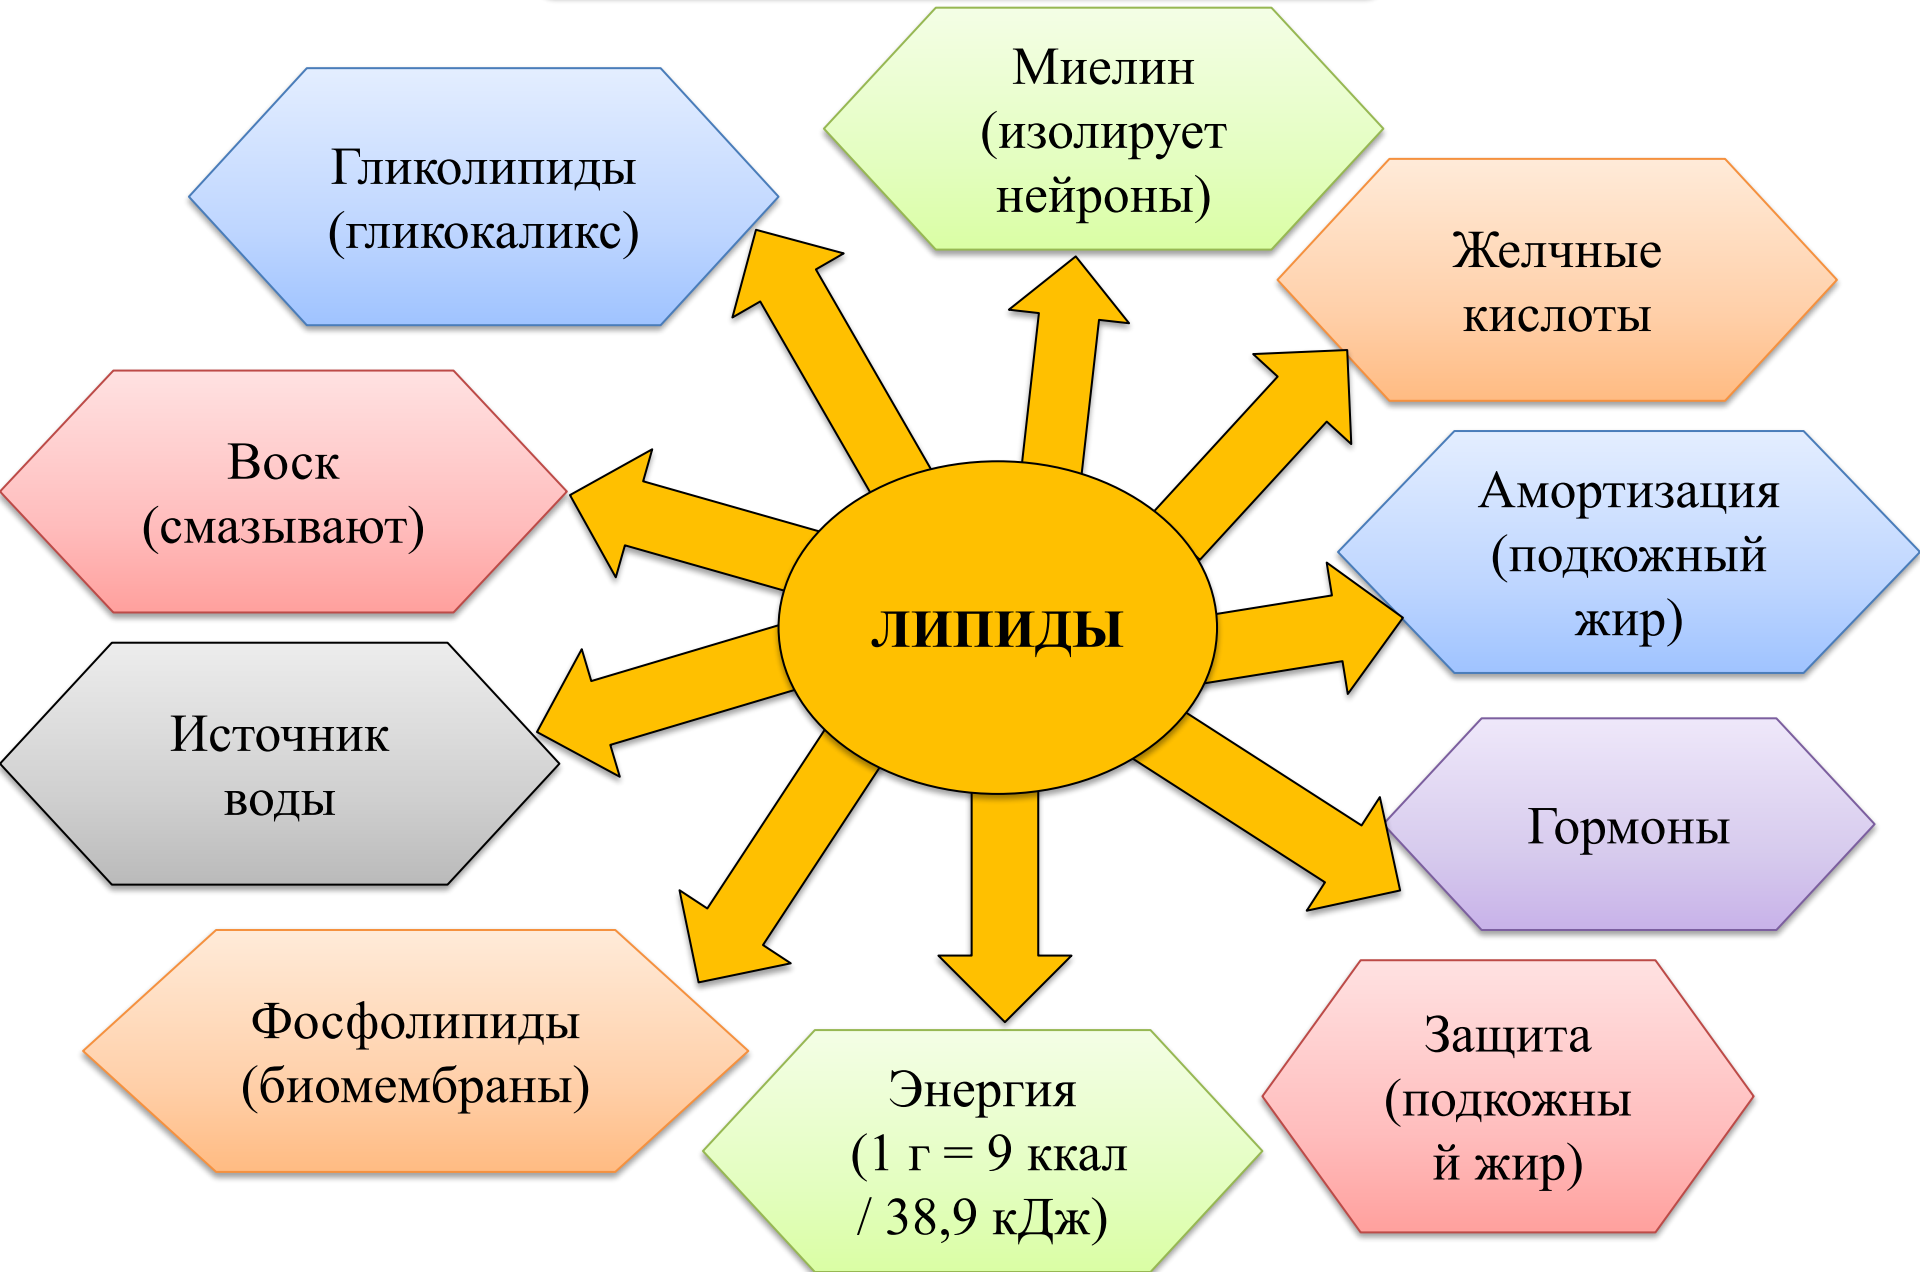 Миелин
(изолирует
нейроны)
Гликолипиды
(гликокаликс)
Желчные
кислоты
Воск
(смазывают)
Амортизация
(подкожный
жир)
ЛИПИДЫ
Источник
воды
Гормоны
Фосфолипиды
(биомембраны)
Энергия
(1 г = 9 ккал
/ 38,9 кДж)
Защита
(подкожны
й жир)